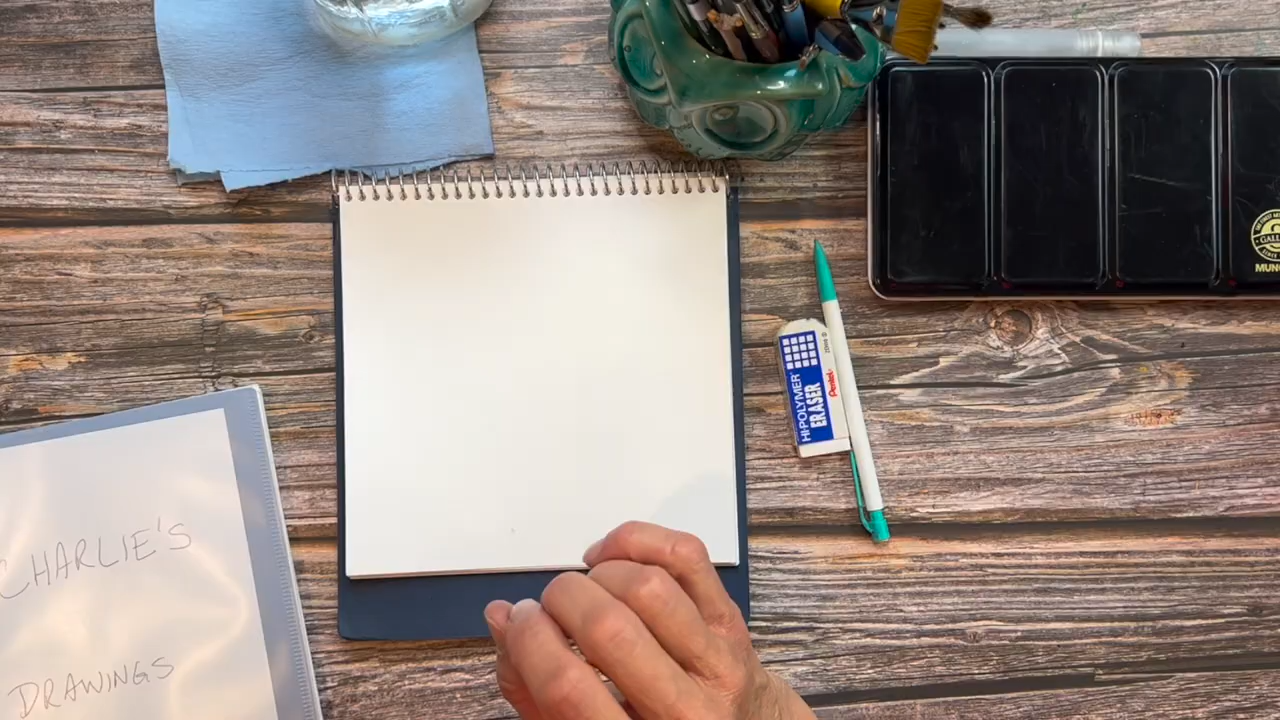 CHARLIE'S
DRAWINGS
HI-POLYMER®
ERASER
Pentel